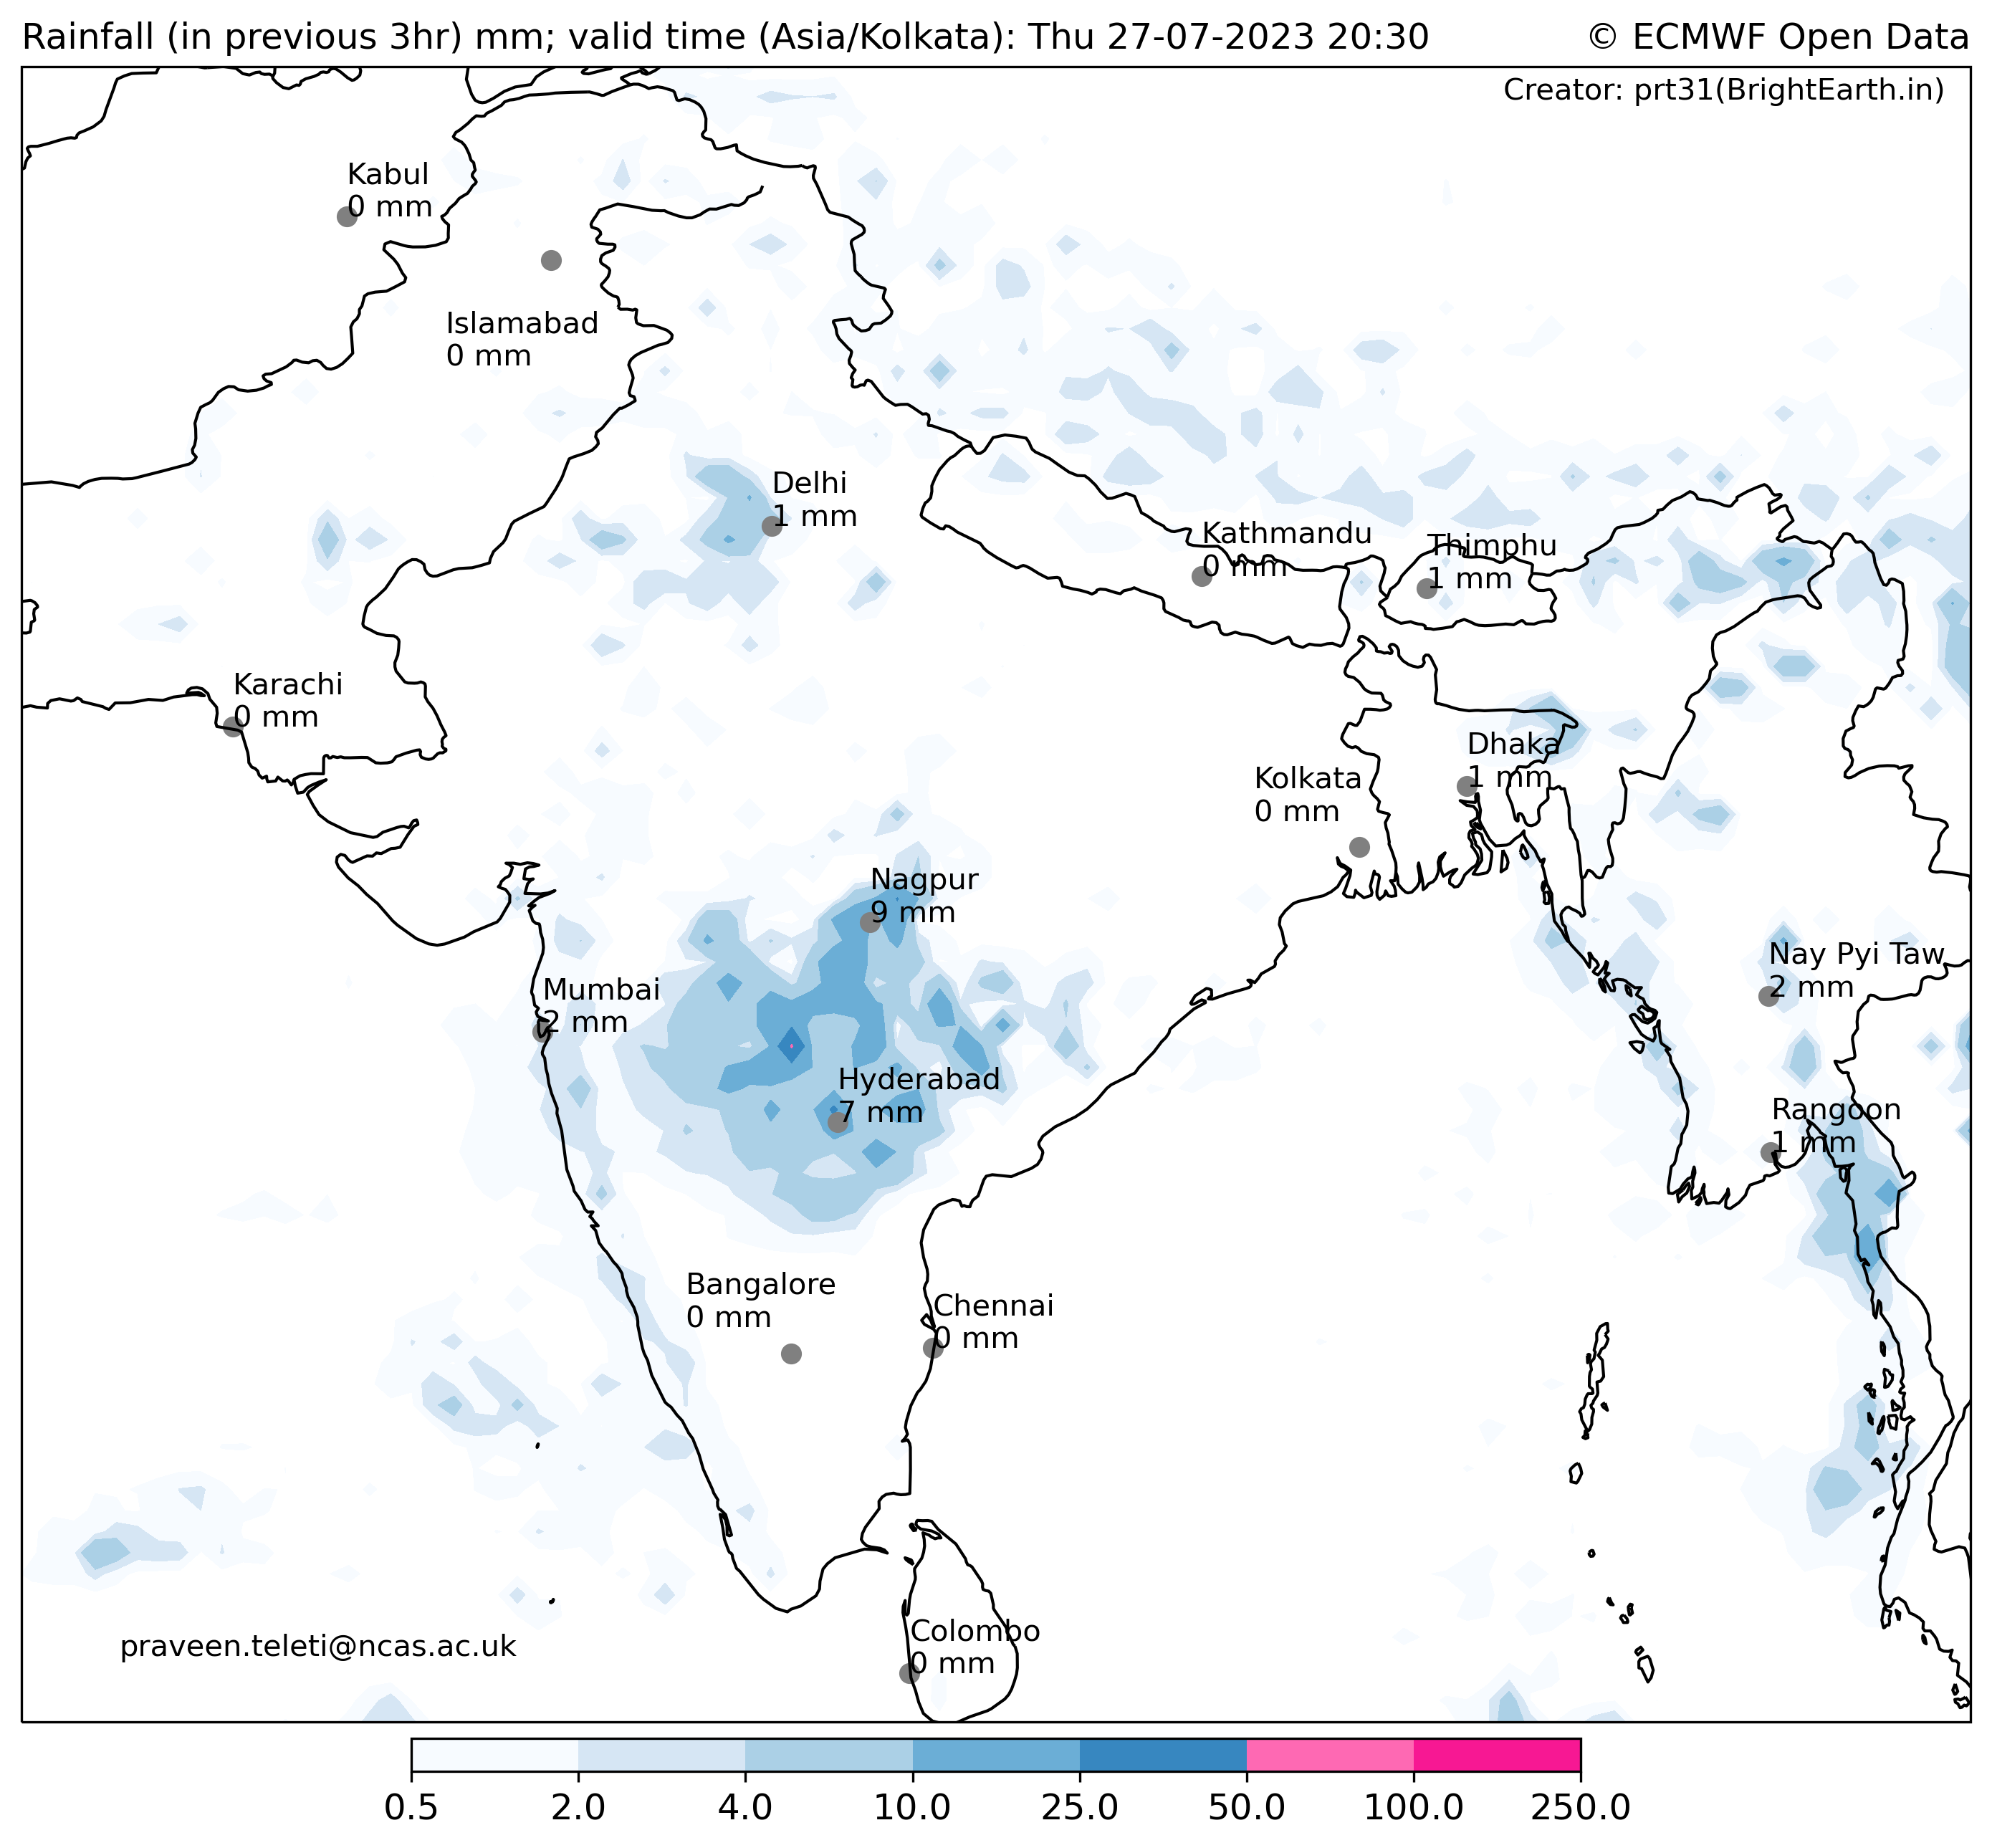 Rainfall (in previous 3hr) mm; valid time (Asia/Kolkata): Thu 27-07-2023 20:30
© ECMWF Open Data
Creator: prt31(BrightEarth.in)
Kabul
0 mm
Islamabad
0 mm
Delhi
1 mm
Kathmandu
0 mm
Thimphu
1 mm
Karachi
0 mm
Dhaka
1 mm
Kolkata
0 mm
Nagpur
9 mm
Nay Pyi Taw
2 mm
Mumbai
2 mm
Hyderabad
7 mm
Rangoon
1 mm
Bangalore
0 mm
Chennai
0 mm
Colombo
0 mm
praveen.teleti@ncas.ac.uk
0.5 2.0 4.0 10.0 25.0 50.0 100.0 250.0